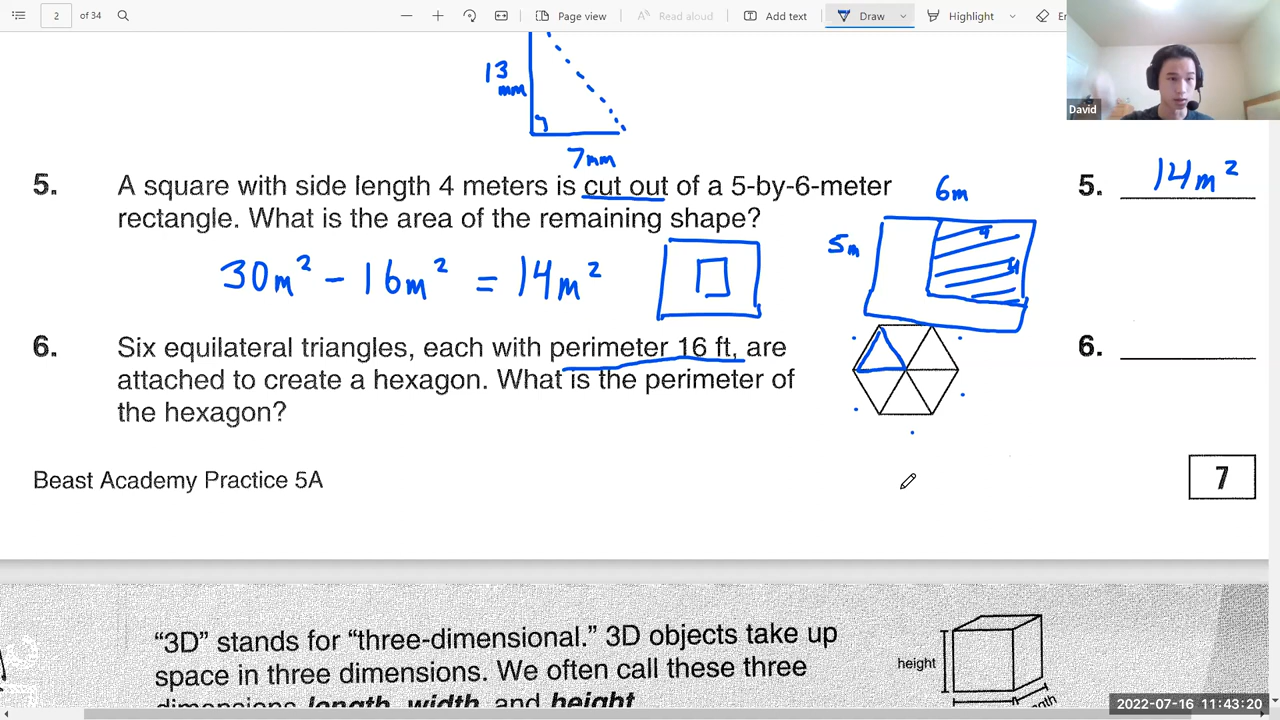 2 of 34 Page view Read aloud Add text Draw Highlight
David
13
mm
7mm
5. A square with side length 4 meters is cut out of a 5-by-6-meter
rectangle. What is the area of the remaining shape?
5. 14m²
6m
5m
4
4
30m² - 16m² = 14m²
6. Six equilateral triangles, each with perimeter 16 ft, are
attached to create a hexagon. What is the perimeter of
the hexagon?
6.
Beast Academy Practice 5A
7
"3D" stands for "three-dimensional." 3D objects take up
space in three dimensions. We often call these three
dimensions length, width, and height.
height
2022-07-16 11:43:20